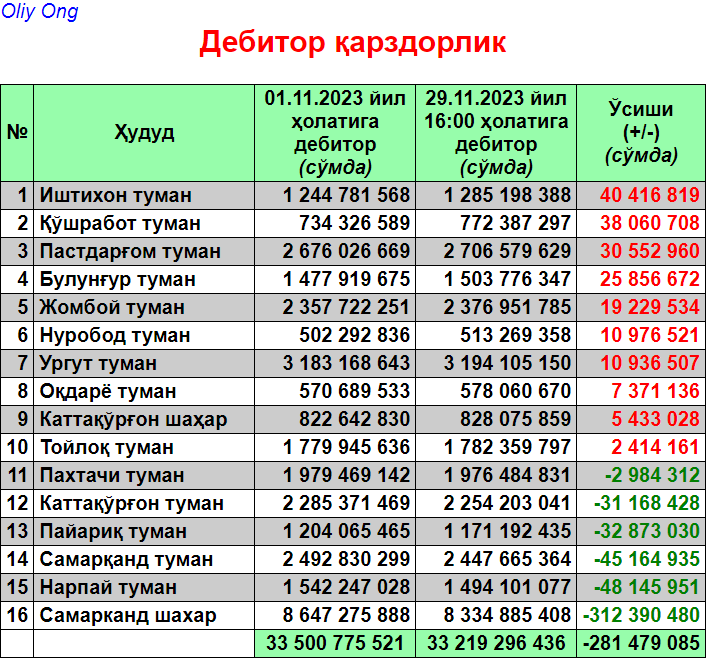 Oliy Ong
Дебитор қарздорлик
№ Ҳудуд 01.11.2023 йил ҳолатига дебитор (сўмда) 29.11.2023 йил 16:00 ҳолатига дебитор (сўмда) Ўсиши (+/-) (сўмда)
1 Иштихон туман 1 244 781 568 1 285 198 388 40 416 819
2 Қўшработ туман 734 326 589 772 387 297 38 060 708
3 Пастдарғом туман 2 676 026 669 2 706 579 629 30 552 960
4 Булунғур туман 1 477 919 675 1 503 776 347 25 856 672
5 Жомбой туман 2 357 722 251 2 376 951 785 19 229 534
6 Нуробод туман 502 292 836 513 269 358 10 976 521
7 Ургут туман 3 183 168 643 3 194 105 150 10 936 507
8 Оқдарё туман 570 689 533 578 060 670 7 371 136
9 Каттақўрғон шаҳар 822 642 830 828 075 859 5 433 028
10 Тойлоқ туман 1 779 945 636 1 782 359 797 2 414 161
11 Пахтачи туман 1 979 469 142 1 976 484 831 -2 984 312
12 Каттақўрғон туман 2 285 371 469 2 254 203 041 -31 168 428
13 Пайариқ туман 1 204 065 465 1 171 192 435 -32 873 030
14 Самарқанд туман 2 492 830 299 2 447 665 364 -45 164 935
15 Нарпай туман 1 542 247 028 1 494 101 077 -48 145 951
16 Самарканд шахар 8 647 275 888 8 334 885 408 -312 390 480
33 500 775 521 33 219 296 436 -281 479 085